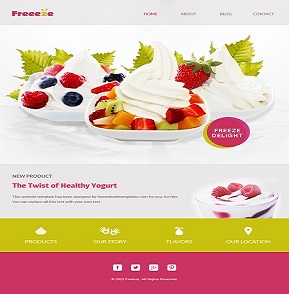 Freeeze
HOME ABOUT BLOG CONTACT
FREEZE
DELIGHT
NEW PRODUCT
The Twist of Healthy Yogurt
This website template has been designed by freewebsitetemplates.com for you, for free.
You can replace all this text with your own text.
PRODUCTS OUR STORY FLAVORS OUR LOCATION
© 2023 Freeeze. All Rights Reserved.